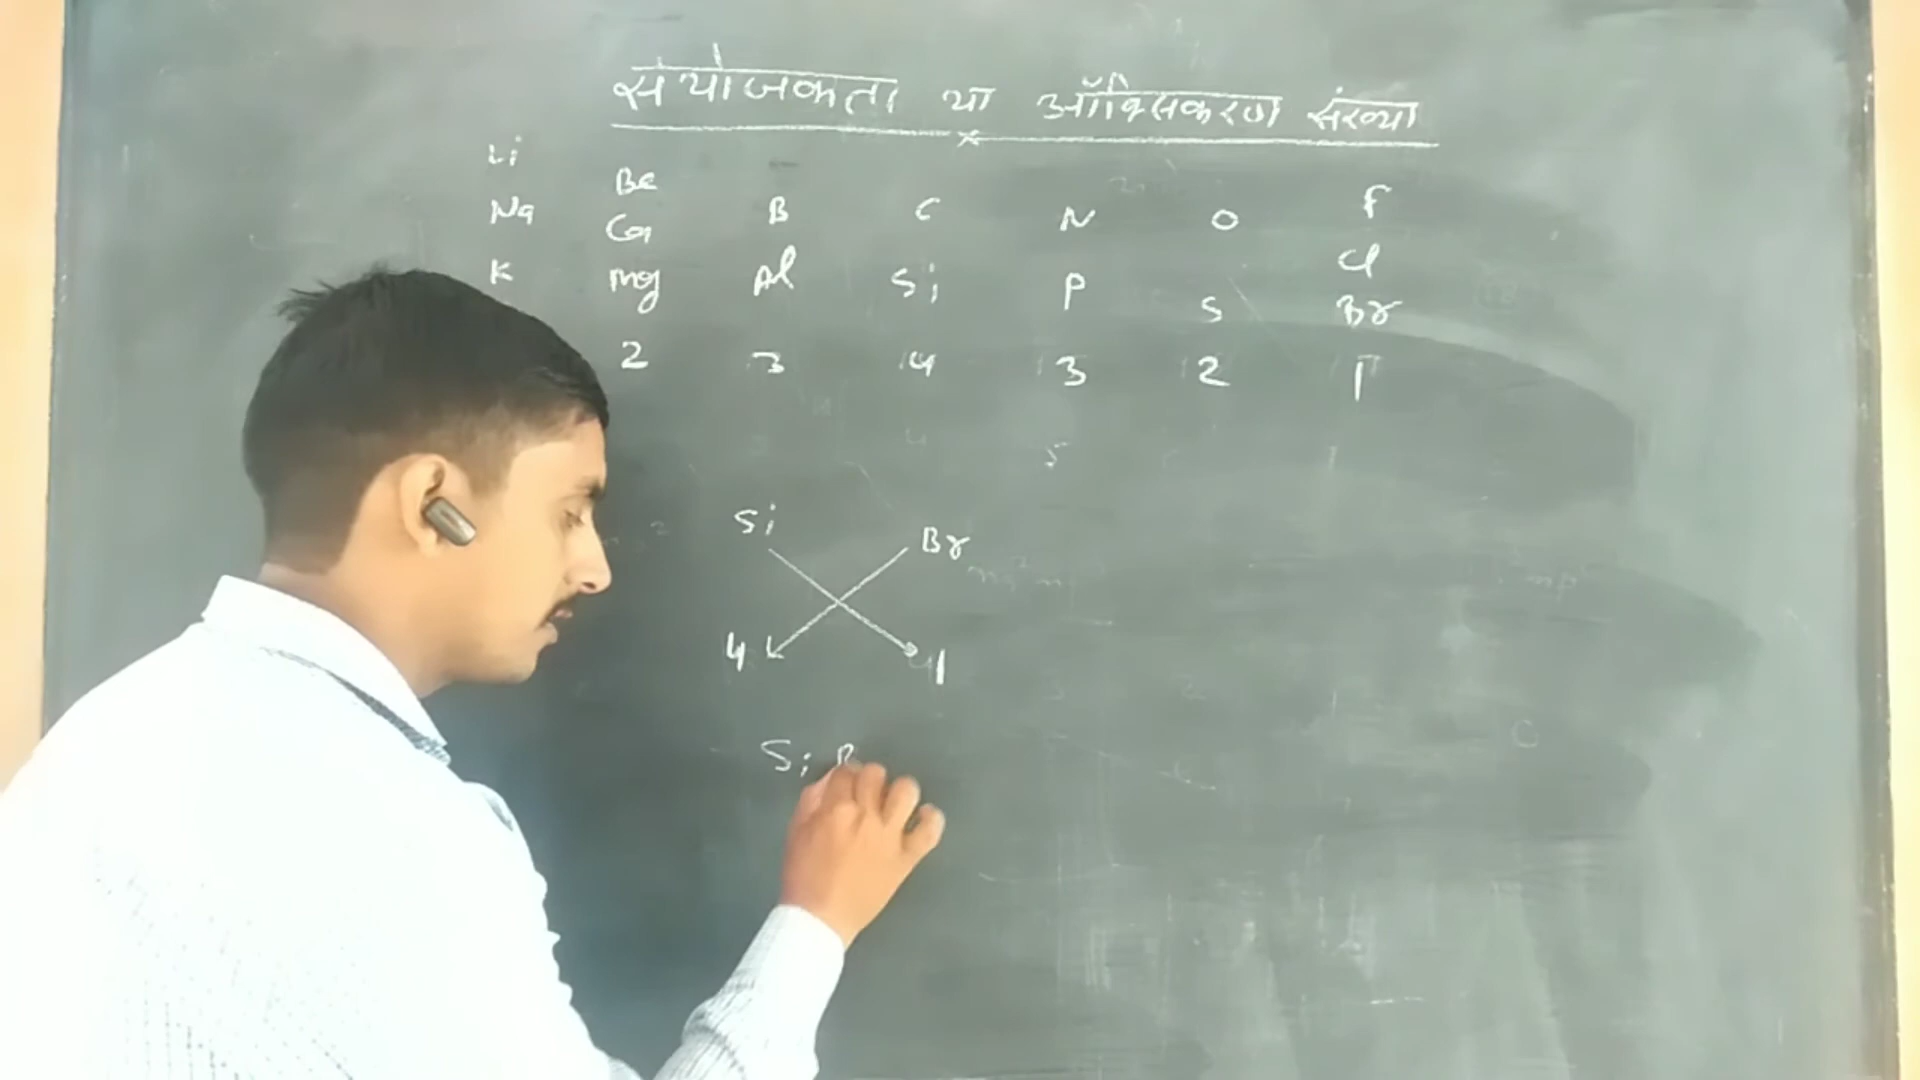 संयोजकता या ऑक्सिकरण संख्या
Li Be
Na Ca B C N O F
K Mg Al Si P S Cl
Br
2 3 4 3 2 1
5
Si Br
4 1
Si B